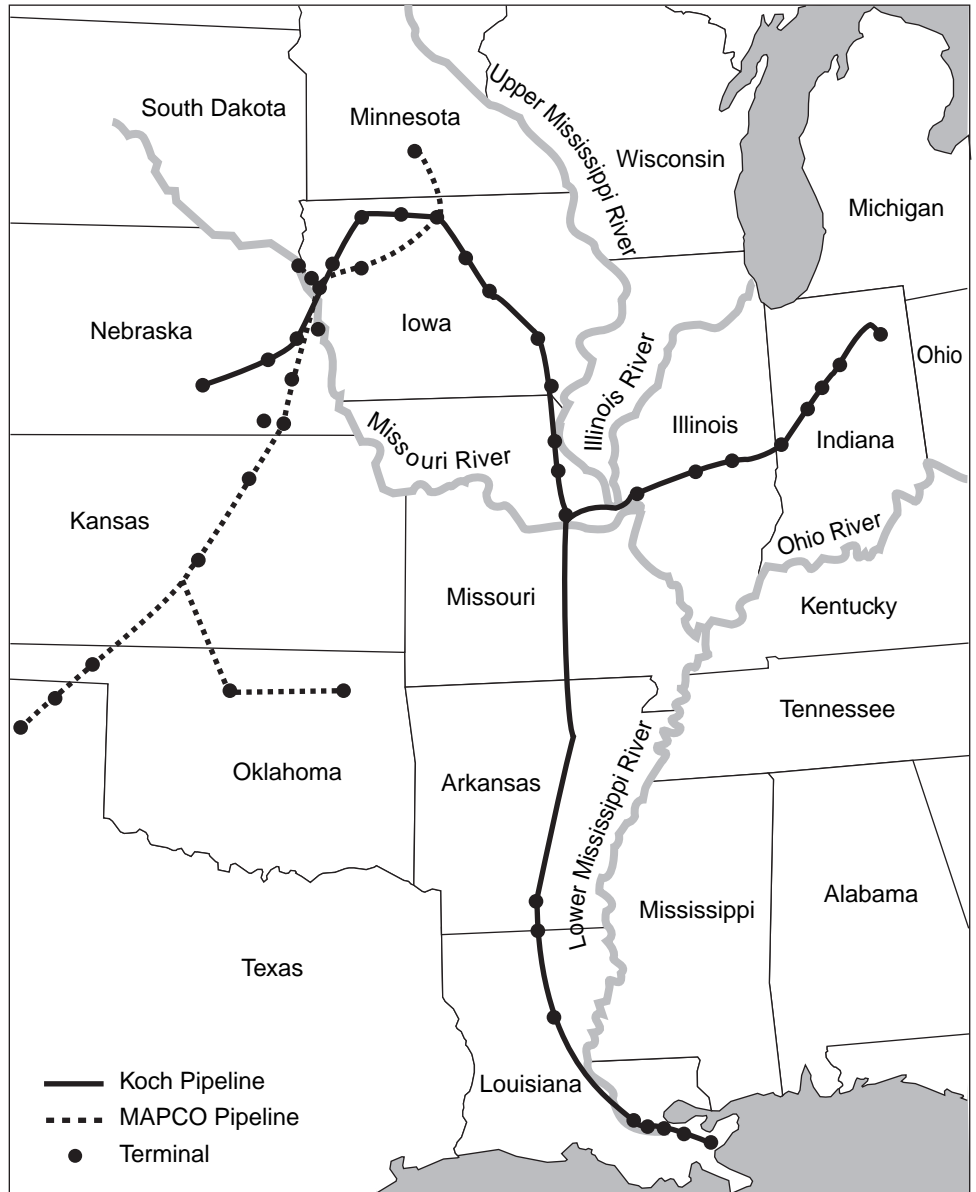 South Dakota
Minnesota
Upper Mississippi River
Wisconsin
Michigan
Nebraska
Iowa
Illinois River
Ohio
Missouri River
Illinois
Indiana
Kansas
Ohio River
Missouri
Kentucky
Tennessee
Oklahoma
Arkansas
Lower Mississippi River
Mississippi
Alabama
Texas
Louisiana
Koch Pipeline
MAPCO Pipeline
Terminal